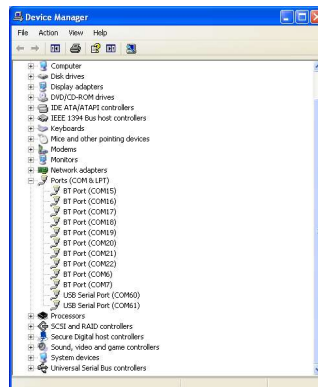 Device Manager
File Action View Help
Computer
Disk drives
Display adapters
DVD/CD-ROM drives
IDE ATA/ATAPI controllers
IEEE 1394 Bus host controllers
Keyboards
Mice and other pointing devices
Modems
Monitors
Network adapters
Ports (COM & LPT)
BT Port (COM15)
BT Port (COM16)
BT Port (COM17)
BT Port (COM18)
BT Port (COM19)
BT Port (COM20)
BT Port (COM21)
BT Port (COM22)
BT Port (COM6)
BT Port (COM7)
USB Serial Port (COM60)
USB Serial Port (COM61)
Processors
SCSI and RAID controllers
Secure Digital host controllers
Sound, video and game controllers
System devices
Universal Serial Bus controllers